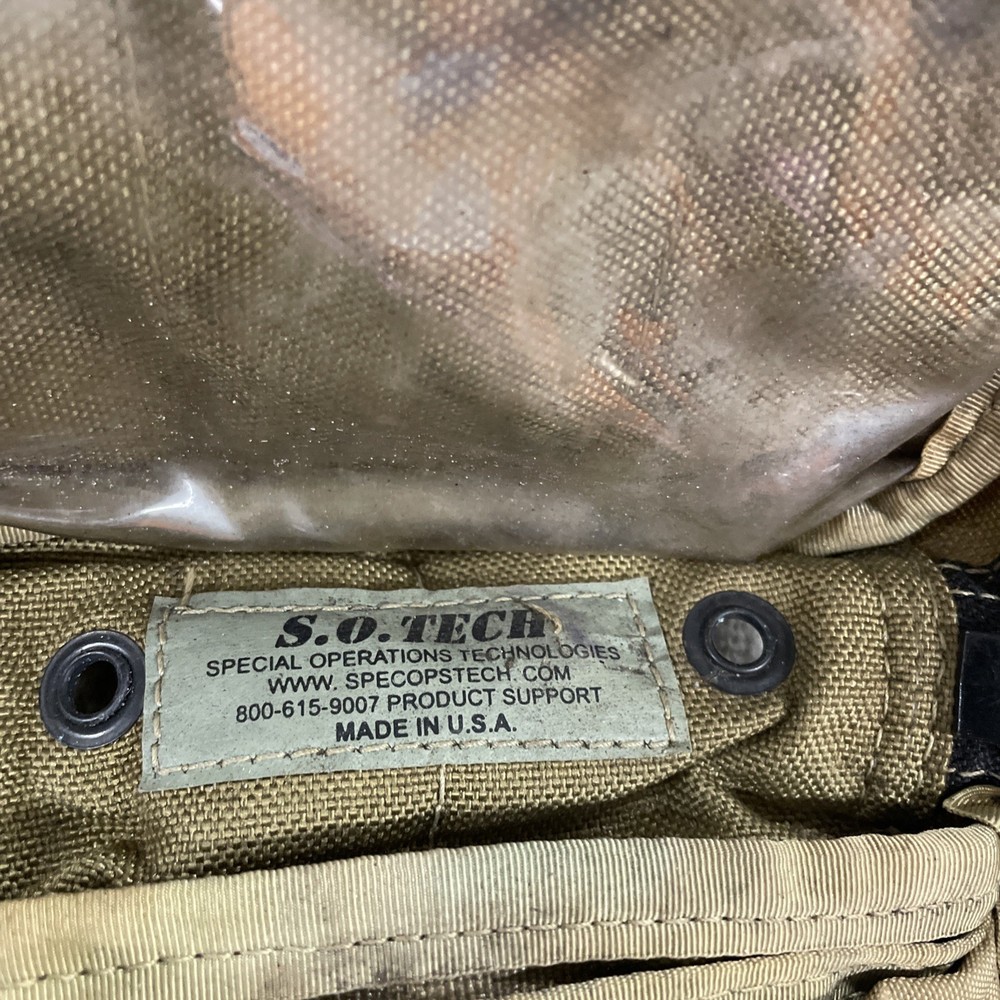 S.O.TECH
SPECIAL OPERATIONS TECHNOLOGIES
WWW. SPECOPSTECH.COM
800-615-9007 PRODUCT SUPPORT
MADE IN U.S.A.